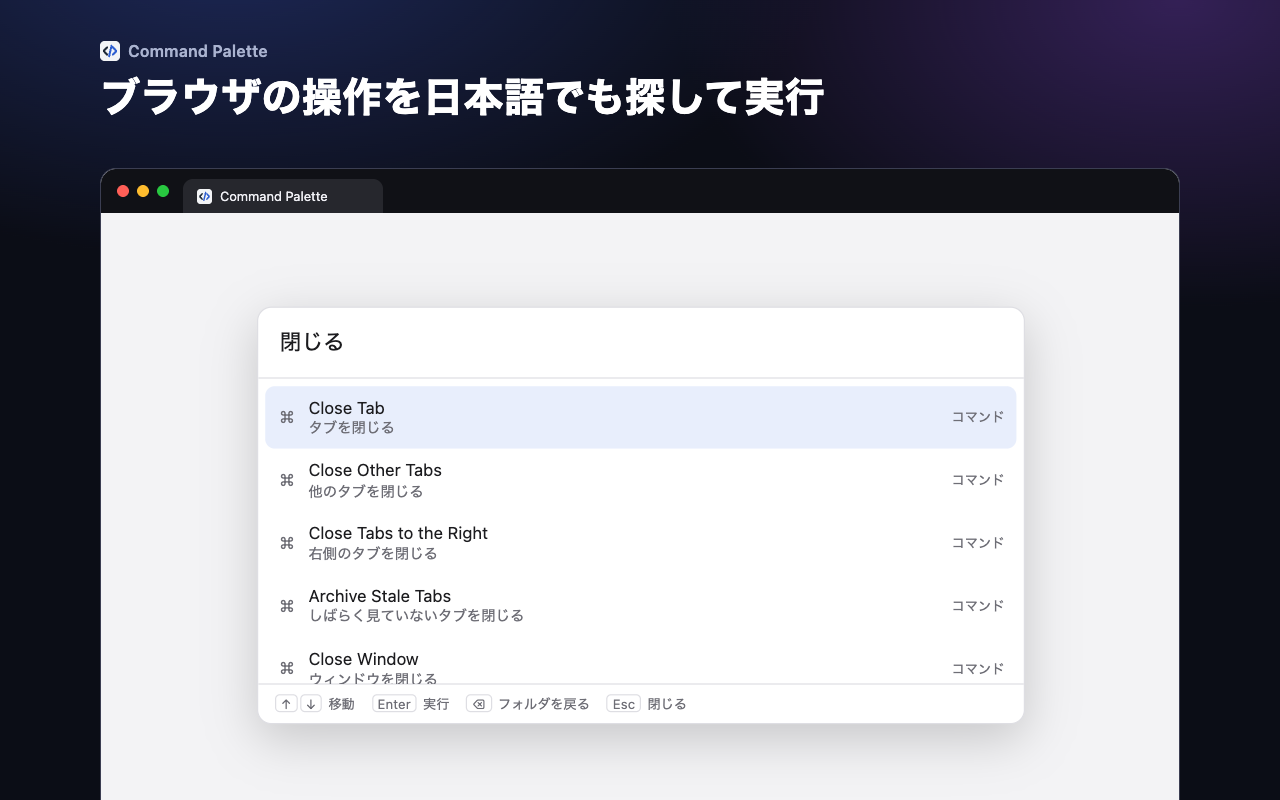 Command Palette
ブラウザの操作を日本語でも探して実行
Command Palette
閉じる
⌘ Close Tab コマンド
タブを閉じる
⌘ Close Other Tabs コマンド
他のタブを閉じる
⌘ Close Tabs to the Right コマンド
右側のタブを閉じる
⌘ Archive Stale Tabs コマンド
しばらく見ていないタブを閉じる
⌘ Close Window コマンド
ウィンドウを閉じる
↑ ↓ 移動 Enter 実行 ⌫ フォルダを戻る Esc 閉じる